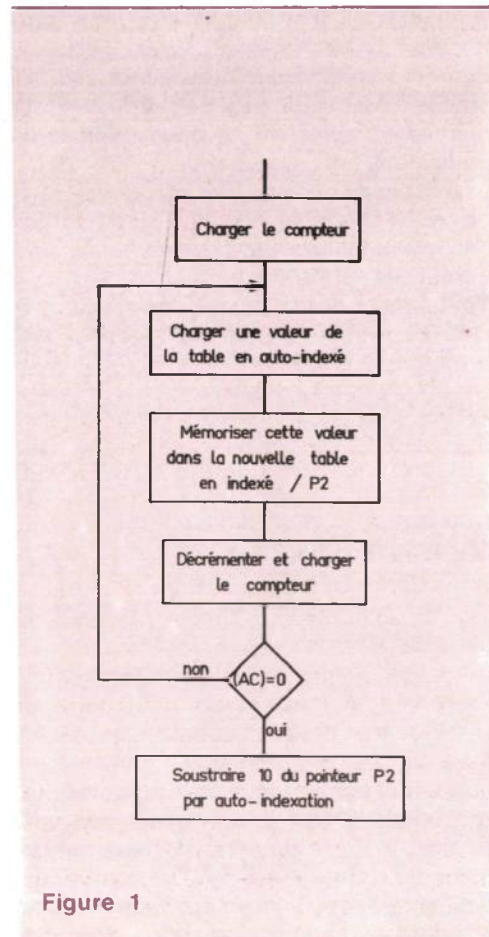 Charger le compteur
Charger une valeur de
la table en auto-indexé
Mémoriser cette valeur
dans la nouvelle table
en indexé / P2
Décrémenter et charger
le compteur
non
(AC)=0
oui
Soustraire 10 du pointeur P2
par auto-indexation
Figure 1